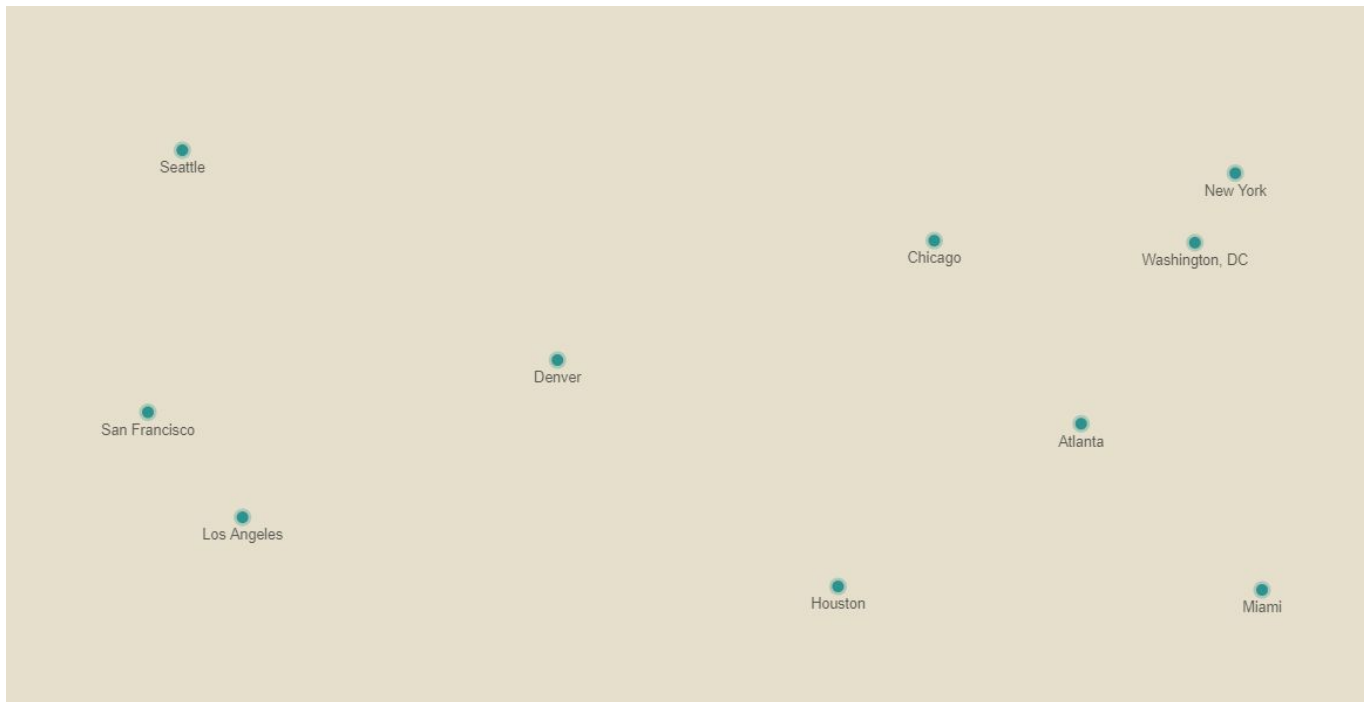 Seattle
New York
Chicago
Washington, DC
Denver
San Francisco
Atlanta
Los Angeles
Houston
Miami